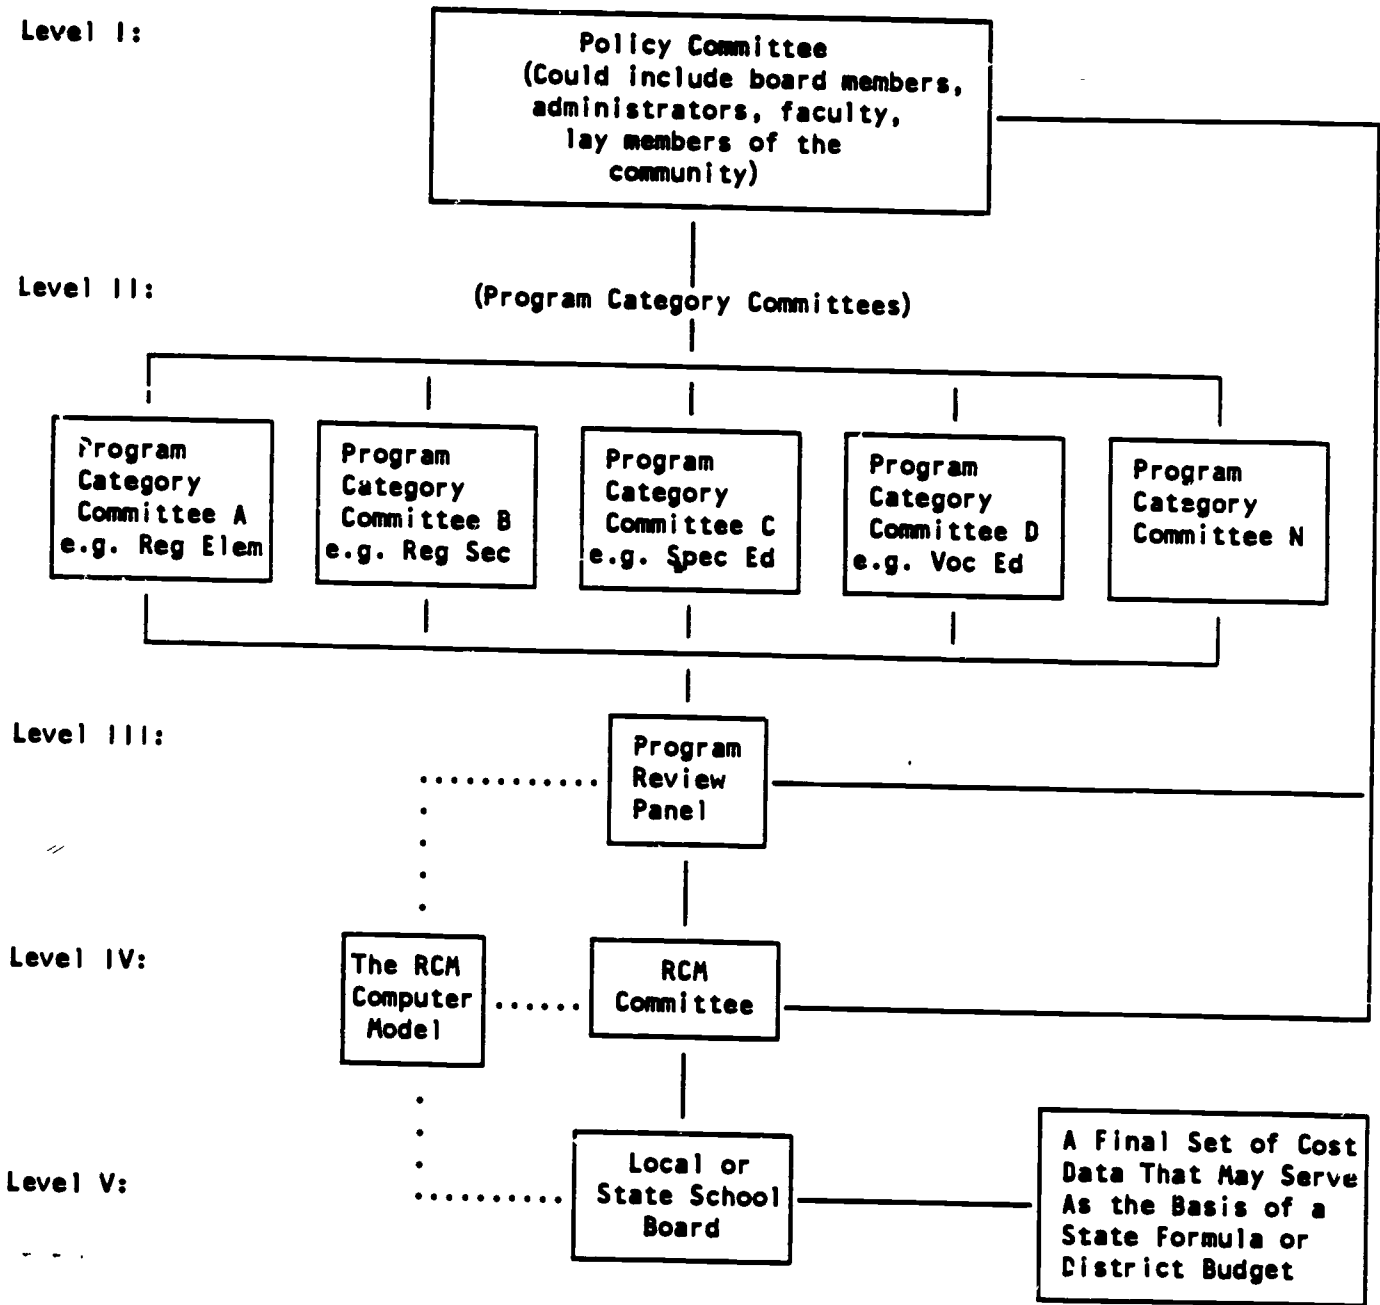 Level I:
Policy Committee
(Could include board members,
administrators, faculty,
lay members of the
community)
Level II:
(Program Category Committees)
Program
Category
Committee A
e.g. Reg Elem
Program
Category
Committee B
e.g. Reg Sec
Program
Category
Committee C
e.g. Spec Ed
Program
Category
Committee D
e.g. Voc Ed
Program
Category
Committee N
Level III:
Program
Review
Panel
Level IV:
The RCM
Computer
Model
RCM
Committee
Level V:
Local or
State School
Board
A Final Set of Cost
Data That May Serve
As the Basis of a
State Formula or
District Budget